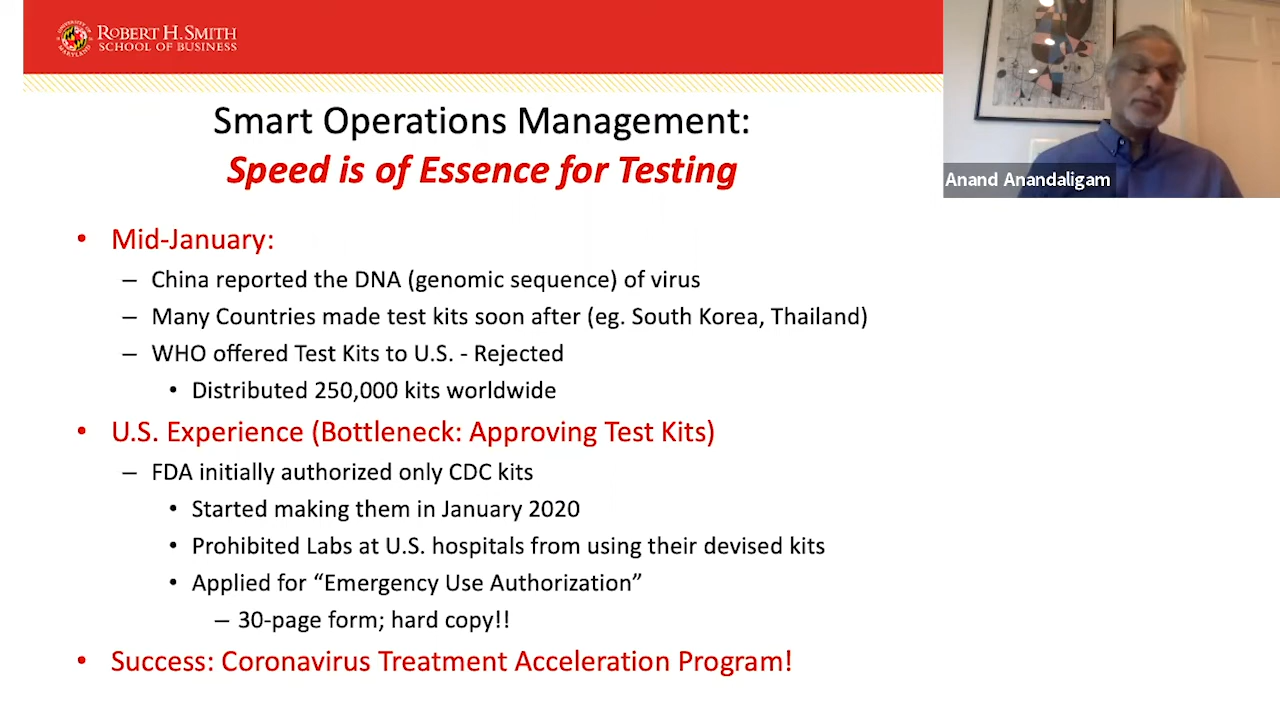 UNIVERSITY OF MARYLAND
ROBERT H. SMITH
SCHOOL OF BUSINESS
Anand Anandaligam
Smart Operations Management:
Speed is of Essence for Testing
• Mid-January:
– China reported the DNA (genomic sequence) of virus
– Many Countries made test kits soon after (eg. South Korea, Thailand)
– WHO offered Test Kits to U.S. - Rejected
• Distributed 250,000 kits worldwide
• U.S. Experience (Bottleneck: Approving Test Kits)
– FDA initially authorized only CDC kits
• Started making them in January 2020
• Prohibited Labs at U.S. hospitals from using their devised kits
• Applied for “Emergency Use Authorization”
– 30-page form; hard copy!!
• Success: Coronavirus Treatment Acceleration Program!